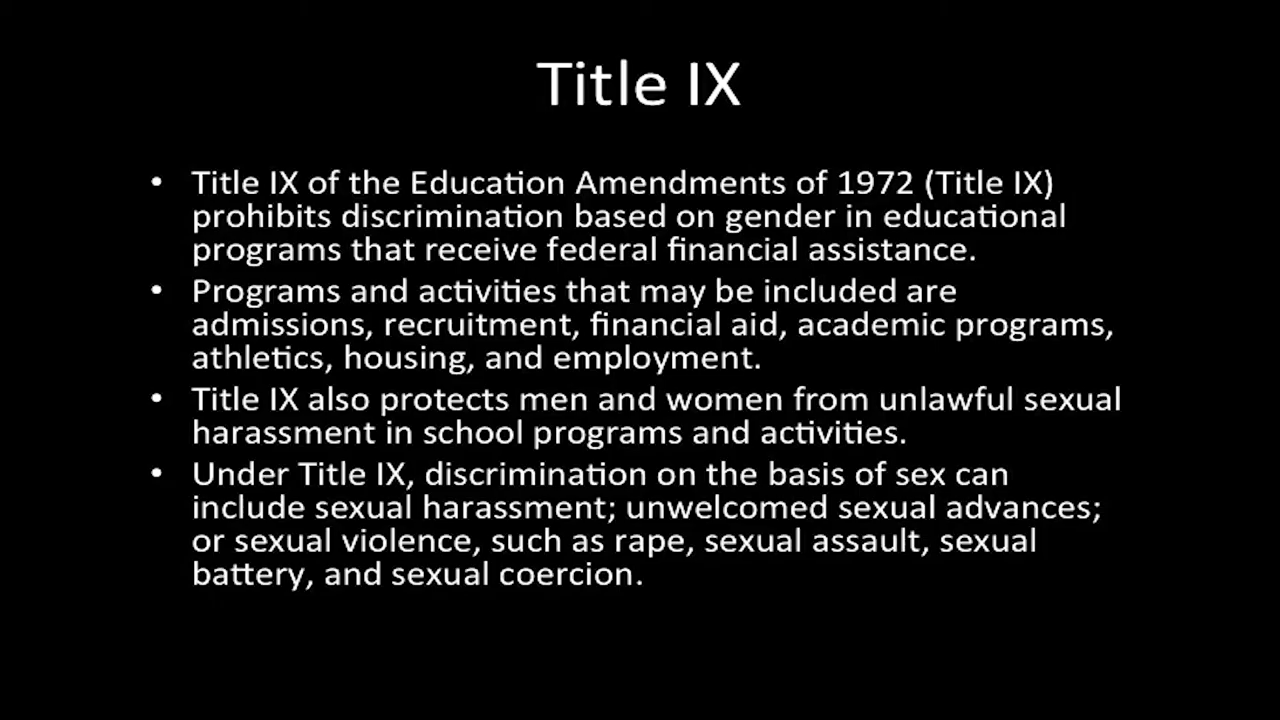 Title IX
• Title IX of the Education Amendments of 1972 (Title IX)
prohibits discrimination based on gender in educational
programs that receive federal financial assistance.
• Programs and activities that may be included are
admissions, recruitment, financial aid, academic programs,
athletics, housing, and employment.
• Title IX also protects men and women from unlawful sexual
harassment in school programs and activities.
• Under Title IX, discrimination on the basis of sex can
include sexual harassment; unwelcomed sexual advances;
or sexual violence, such as rape, sexual assault, sexual
battery, and sexual coercion.